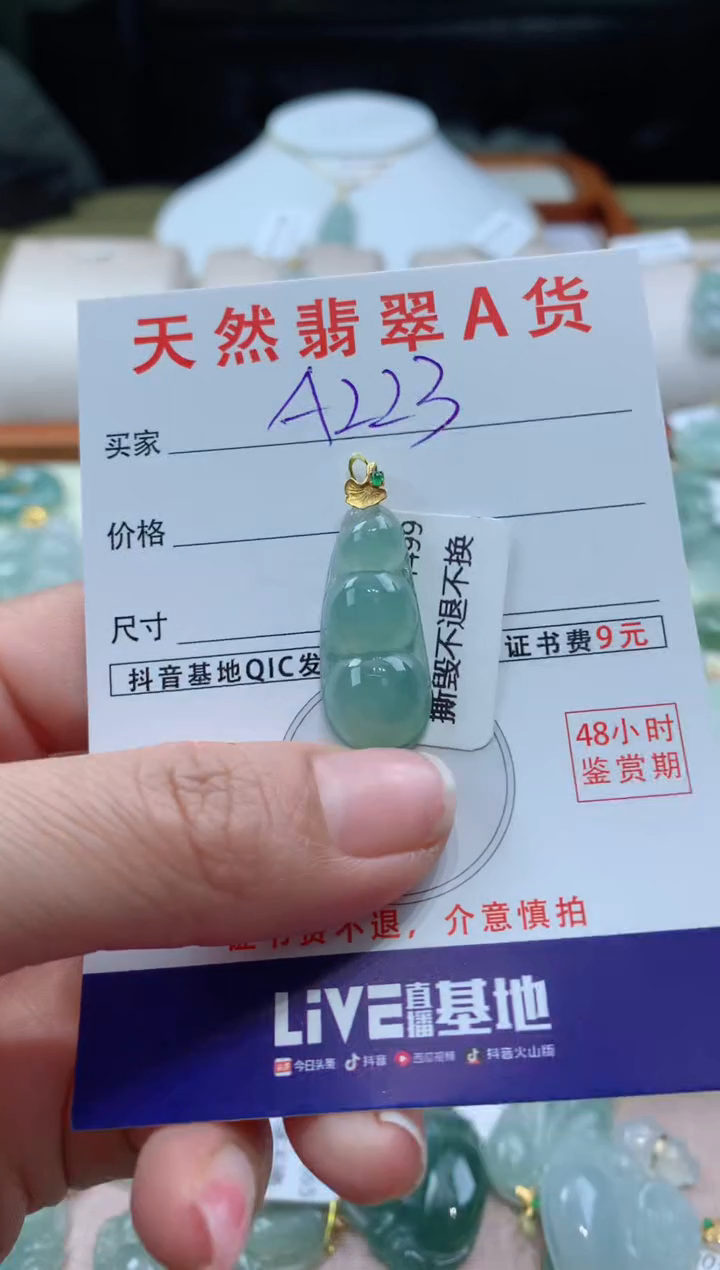 天然翡翠A货
A223
买家
价格
尺寸
抖音基地QIC发
证书费9元
撕毁不退不换
48小时
鉴赏期
证书费不退，介意慎拍
LiVE直播基地
今日头条 抖音 西瓜视频 抖音火山版